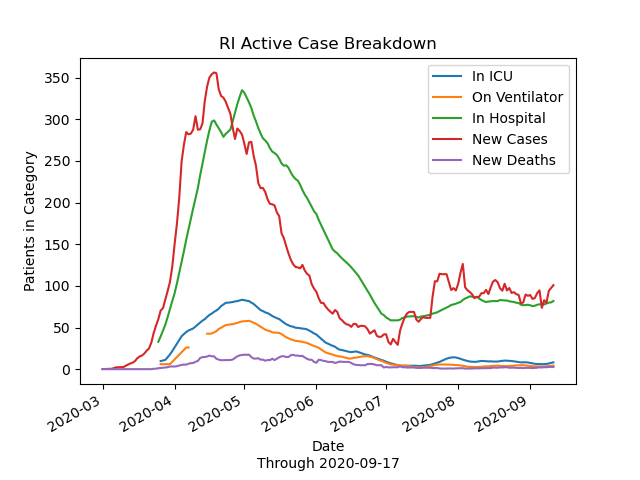 RI Active Case Breakdown
In ICU
On Ventilator
In Hospital
New Cases
New Deaths
Patients in Category
350
300
250
200
150
100
50
0
2020-03
2020-04
2020-05
2020-06
2020-07
2020-08
2020-09
Date
Through 2020-09-17